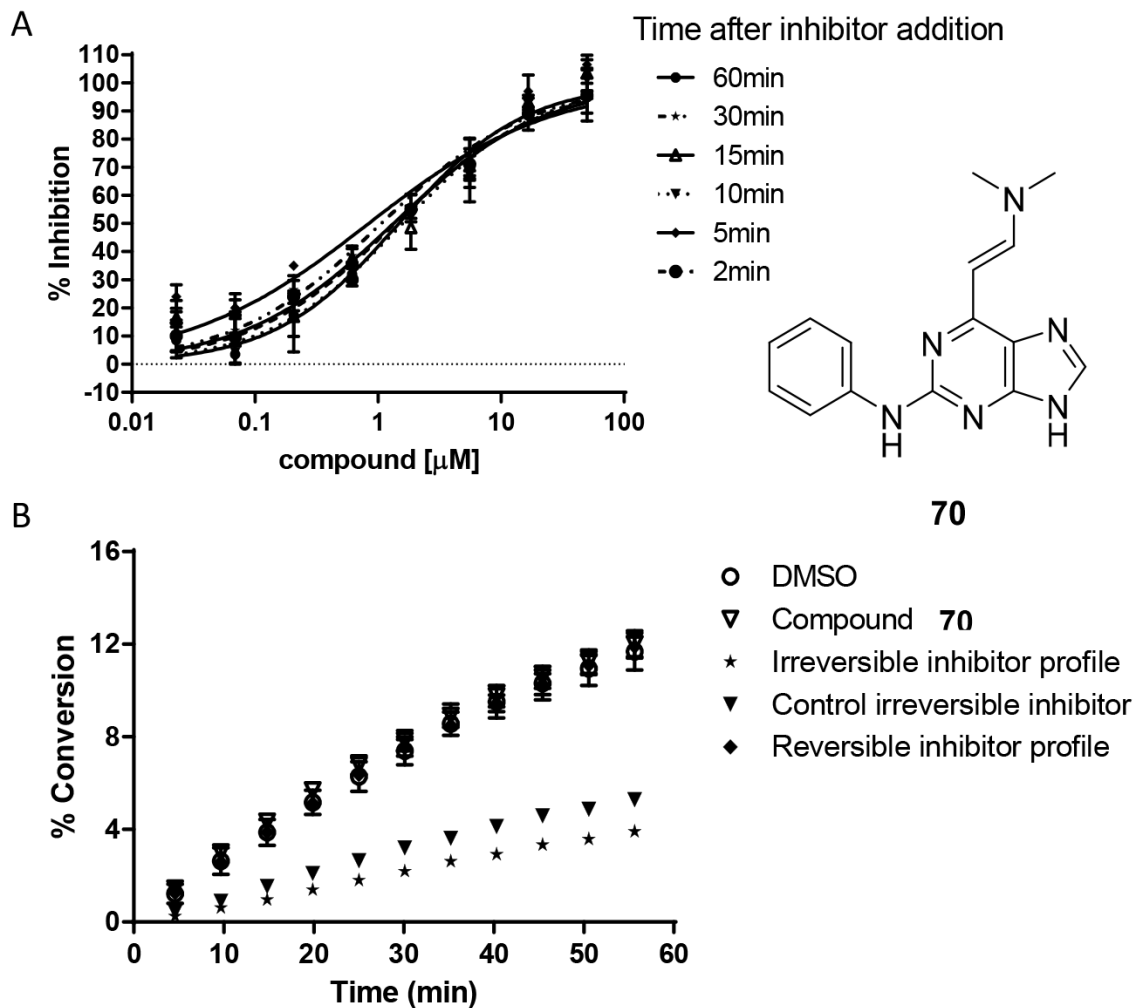 A
Time after inhibitor addition
110
100
90
80
70
60
50
40
30
20
10
0
-10
% Inhibition
0.01
0.1
1
10
100
compound [μM]
60min
30min
15min
10min
5min
2min
N
N
N
N
H
N
N
H
70
B
16
12
8
4
0
% Conversion
0
10
20
30
40
50
60
Time (min)
DMSO
Compound 70
Irreversible inhibitor profile
Control irreversible inhibitor
Reversible inhibitor profile